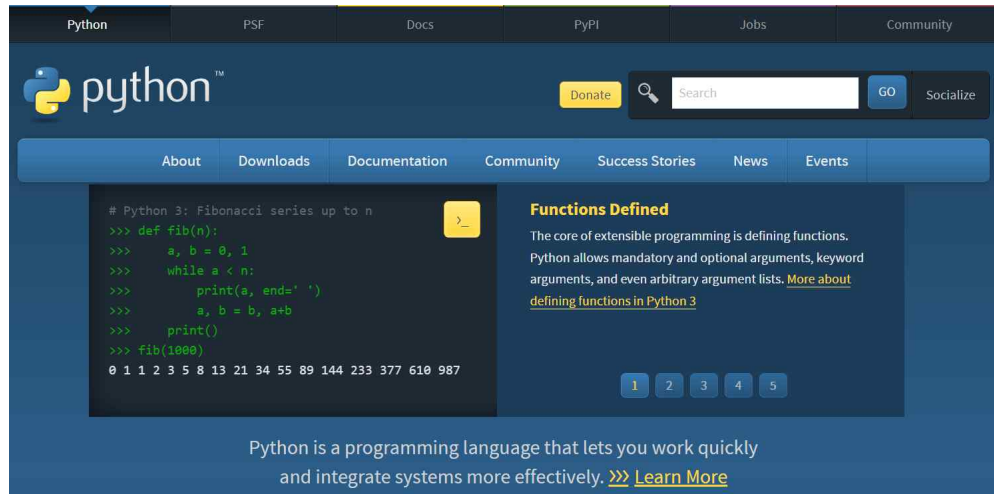 Python PSF Docs PyPI Jobs Community
python™
Donate Search GO Socialize
About Downloads Documentation Community Success Stories News Events
# Python 3: Fibonacci series up to n
>>> def fib(n):
>>>     a, b = 0, 1
>>>     while a < n:
>>>         print(a, end=' ')
>>>         a, b = b, a+b
>>>     print()
>>> fib(1000)
0 1 1 2 3 5 8 13 21 34 55 89 144 233 377 610 987
>_
Functions Defined
The core of extensible programming is defining functions.
Python allows mandatory and optional arguments, keyword
arguments, and even arbitrary argument lists. More about
defining functions in Python 3
1 2 3 4 5
Python is a programming language that lets you work quickly
and integrate systems more effectively. >>> Learn More